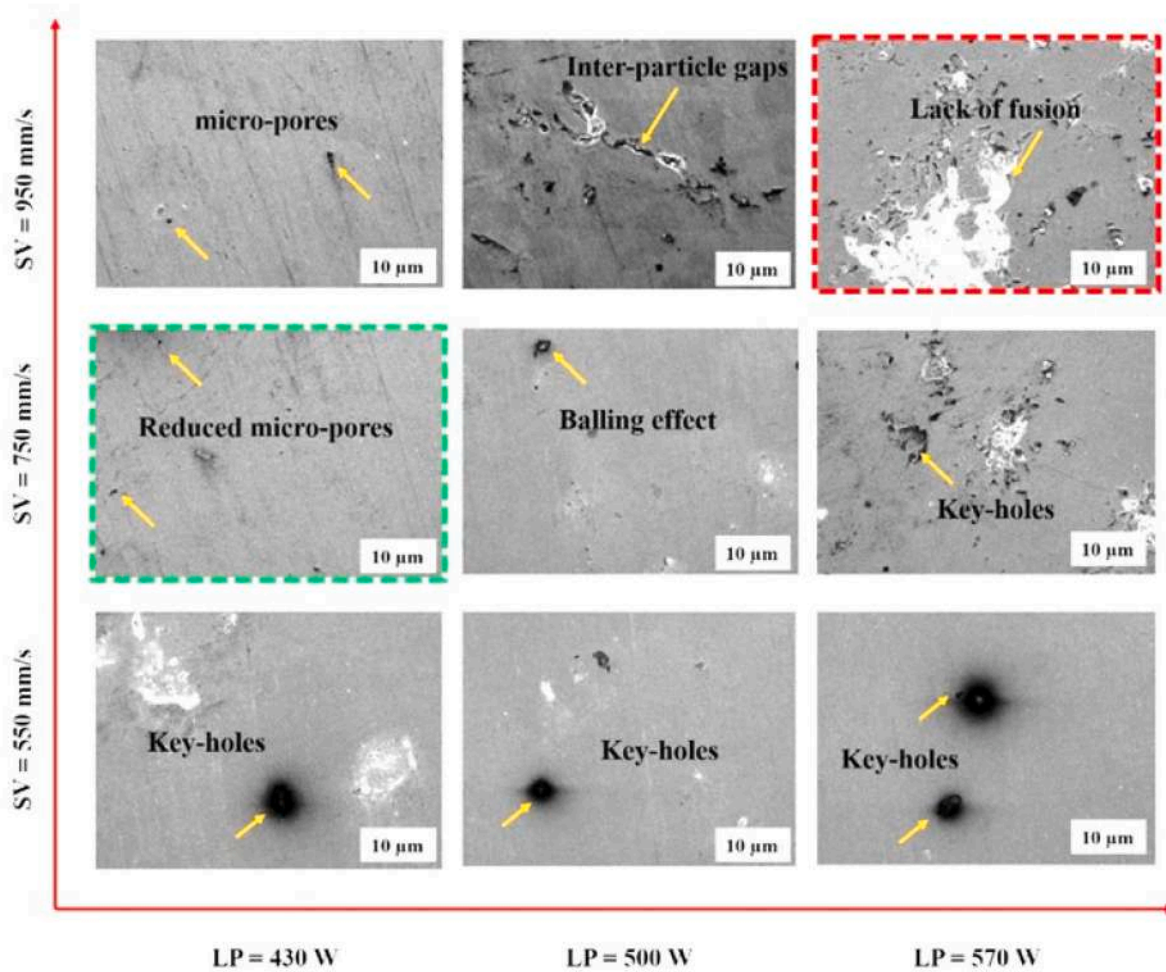 SV = 950 mm/s
micro-pores
10 µm
Inter-particle gaps
10 µm
Lack of fusion
10 µm
SV = 750 mm/s
Reduced micro-pores
10 µm
Balling effect
10 µm
Key-holes
10 µm
SV = 550 mm/s
Key-holes
10 µm
Key-holes
10 µm
Key-holes
10 µm
LP = 430 W
LP = 500 W
LP = 570 W